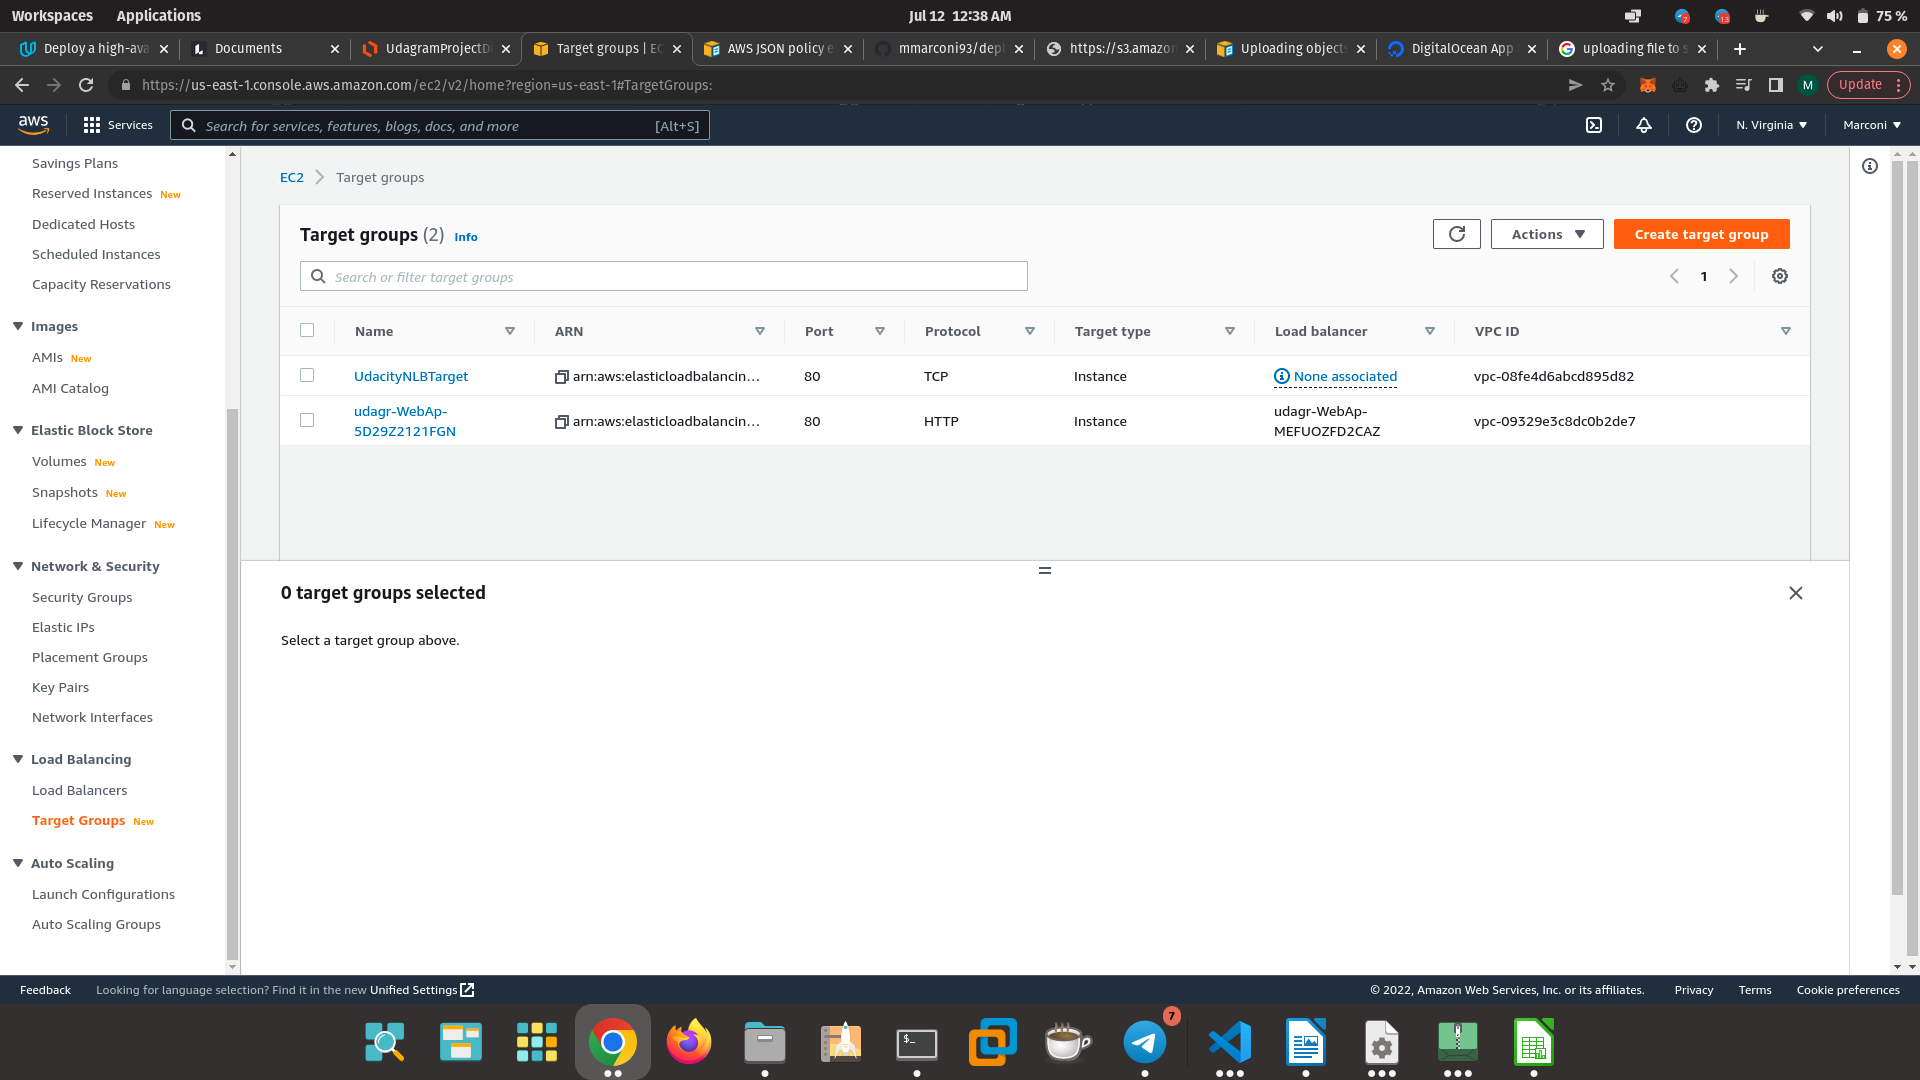 Workspaces Applications Jul 12 12:38 AM 7 13 75 %
Deploy a high-ava Documents UdagramProjectDi Target groups | EC AWS JSON policy e mmarconi93/depl https://s3.amazon Uploading objects DigitalOcean App uploading file to s
https://us-east-1.console.aws.amazon.com/ec2/v2/home?region=us-east-1#TargetGroups: M Update
aws Services Search for services, features, blogs, docs, and more [Alt+S] N. Virginia Marconi
Savings Plans
Reserved Instances New
Dedicated Hosts
Scheduled Instances
Capacity Reservations
Images
AMIs New
AMI Catalog
Elastic Block Store
Volumes New
Snapshots New
Lifecycle Manager New
Network & Security
Security Groups
Elastic IPs
Placement Groups
Key Pairs
Network Interfaces
Load Balancing
Load Balancers
Target Groups New
Auto Scaling
Launch Configurations
Auto Scaling Groups
EC2 Target groups
Target groups (2) Info Actions Create target group
Search or filter target groups 1
Name ARN Port Protocol Target type Load balancer VPC ID
UdacityNLBTarget arn:aws:elasticloadbalancin... 80 TCP Instance None associated vpc-08fe4d6abcd895d82
udagr-WebAp-
5D29Z2121FGN arn:aws:elasticloadbalancin... 80 HTTP Instance udagr-WebAp-
MEFUOZFD2CAZ vpc-09329e3c8dc0b2de7
0 target groups selected
Select a target group above.
Feedback Looking for language selection? Find it in the new Unified Settings © 2022, Amazon Web Services, Inc. or its affiliates. Privacy Terms Cookie preferences
$_ 7